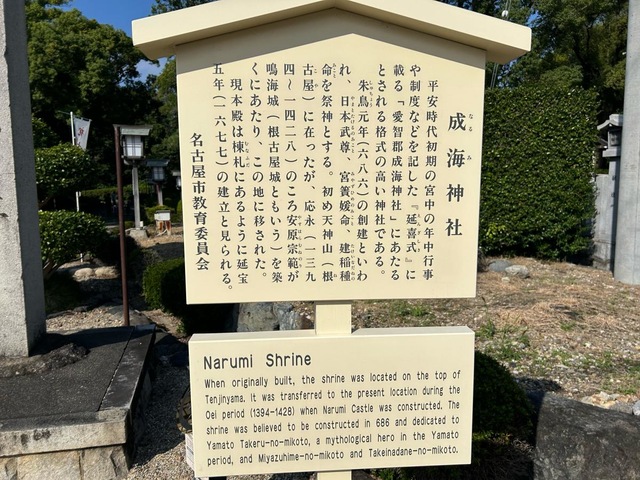 成海神社
なるみ
平安時代初期の宮中の年中行事
や制度などを記した『延喜式』に
載る「愛智郡成海神社」にあたる
とされる格式の高い神社である。
朱鳥元年(六八六)の創建といわ
れ、日本武尊、宮簀媛命、建稲種
命を祭神とする。初め天神山(根
古屋)に在ったが、応永(一三九
四〜一四二八)のころ安原宗範が
鳴海城(根古屋城ともいう)を築
くにあたり、この地に移された。
現本殿は棟札にあるように延宝
五年(一六七七)の建立と見られる。
名古屋市教育委員会
Narumi Shrine
When originally built, the shrine was located on the top of
Tenjinyama. It was transferred to the present location during the
Oei period (1394-1428) when Narumi Castle was constructed. The
shrine was believed to be constructed in 686 and dedicated to
Yamato Takeru-no-mikoto, a mythological hero in the Yamato
period, and Miyazuhime-no-mikoto and Takeinadane-no-mikoto.